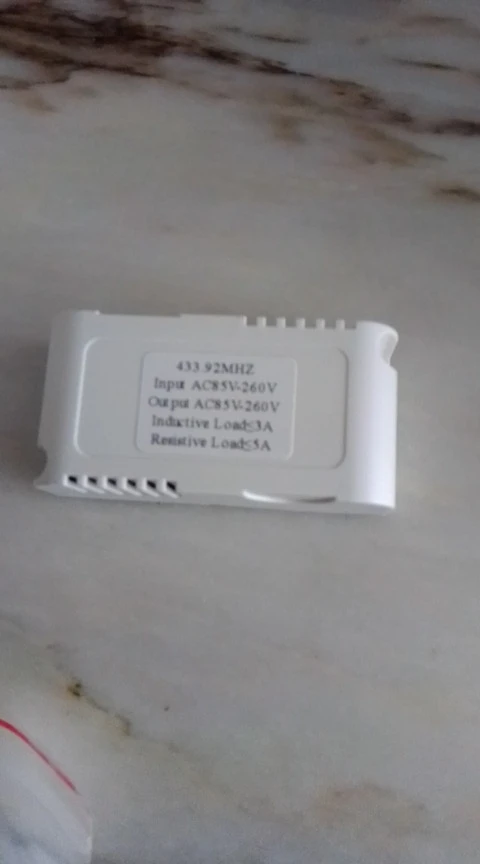 433.92MHZ
Input AC85V-260V
Output AC85V-260V
Inductive Load≤3A
Resistive Load≤5A